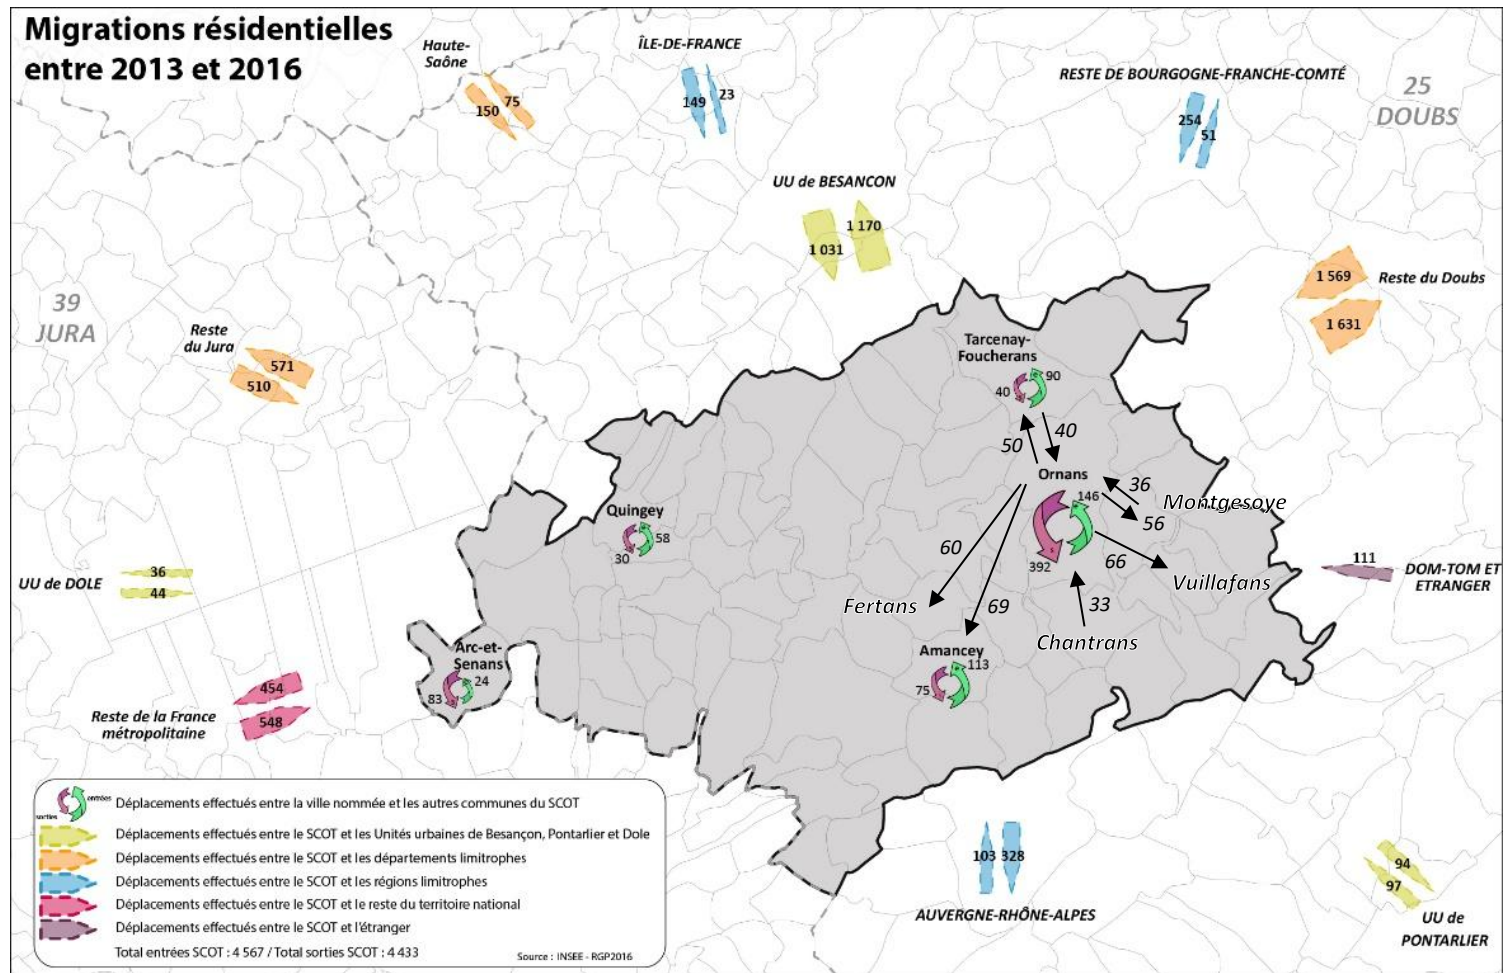 Migrations résidentielles
entre 2013 et 2016
Haute-
Saône
150
75
ÎLE-DE-FRANCE
149
23
RESTE DE BOURGOGNE-FRANCHE-COMTÉ
254
51
25
DOUBS
UU de BESANCON
1 031
1 170
1 569
Reste du Doubs
1 631
39
JURA
Reste
du Jura
571
510
Tarcenay-
Foucherans
90
40
50
40
Ornans
146
392
36
Montgesoye
56
66
Vuillafans
60
Fertans
69
33
Chantrans
Quingey
58
30
UU de DOLE
36
44
111
DOM-TOM ET
ETRANGER
Arc-et-
Senans
24
83
Amancey
113
75
454
Reste de la France
métropolitaine
548
103
328
AUVERGNE-RHÔNE-ALPES
94
97
UU de
PONTARLIER
entrées
sorties
Déplacements effectués entre la ville nommée et les autres communes du SCOT
Déplacements effectués entre le SCOT et les Unités urbaines de Besançon, Pontarlier et Dole
Déplacements effectués entre le SCOT et les départements limitrophes
Déplacements effectués entre le SCOT et les régions limitrophes
Déplacements effectués entre le SCOT et le reste du territoire national
Déplacements effectués entre le SCOT et l'étranger
Total entrées SCOT : 4 567 / Total sorties SCOT : 4 433
Source : INSEE - RGP2016